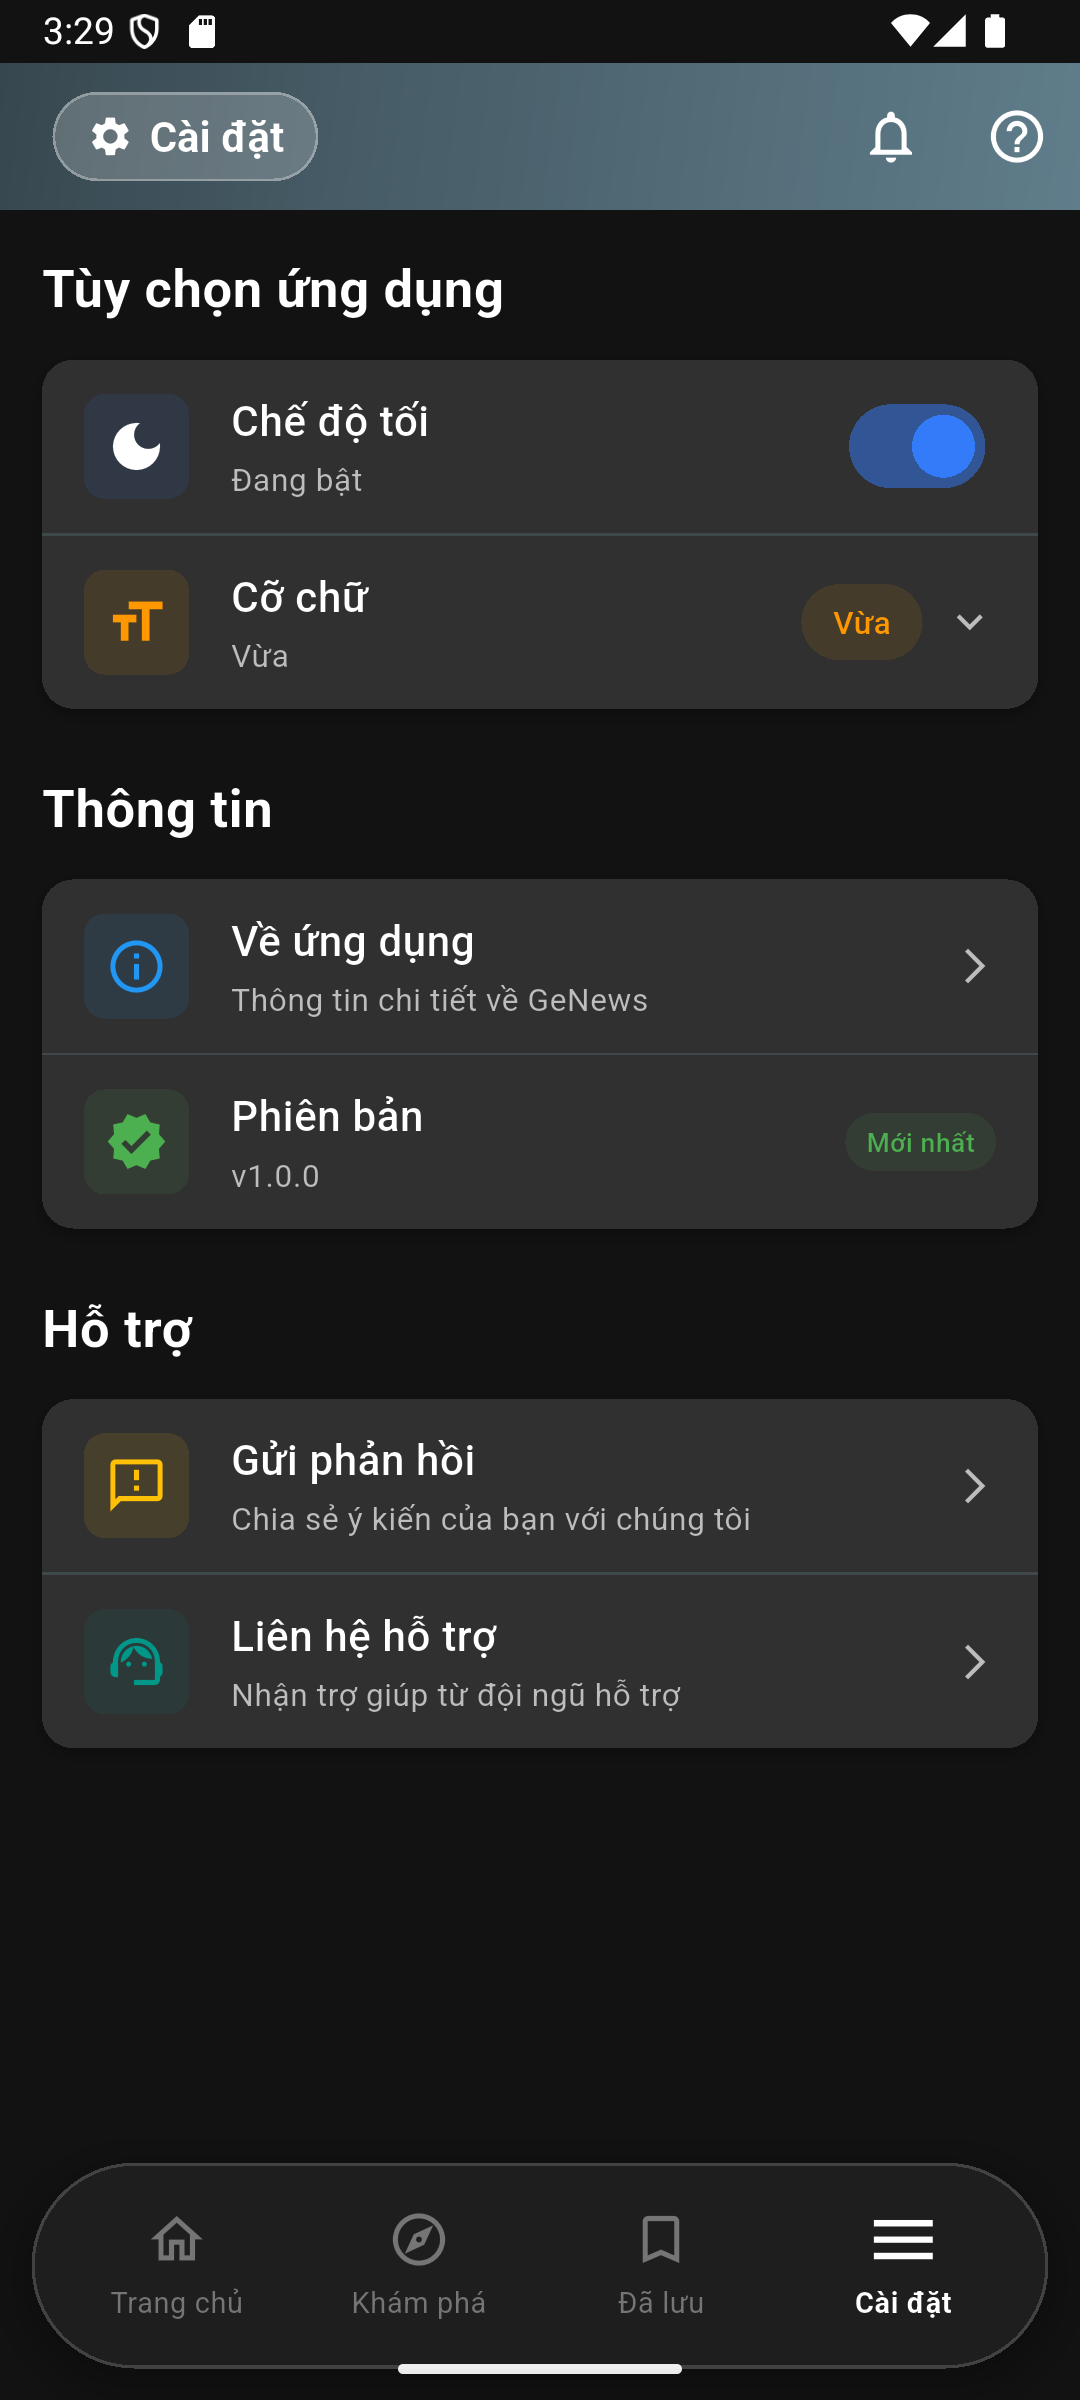 3:29
Cài đặt
Tùy chọn ứng dụng
Chế độ tối
Đang bật
Cỡ chữ
Vừa
Vừa
Thông tin
Về ứng dụng
Thông tin chi tiết về GeNews
Phiên bản
v1.0.0
Mới nhất
Hỗ trợ
Gửi phản hồi
Chia sẻ ý kiến của bạn với chúng tôi
Liên hệ hỗ trợ
Nhận trợ giúp từ đội ngũ hỗ trợ
Trang chủ
Khám phá
Đã lưu
Cài đặt